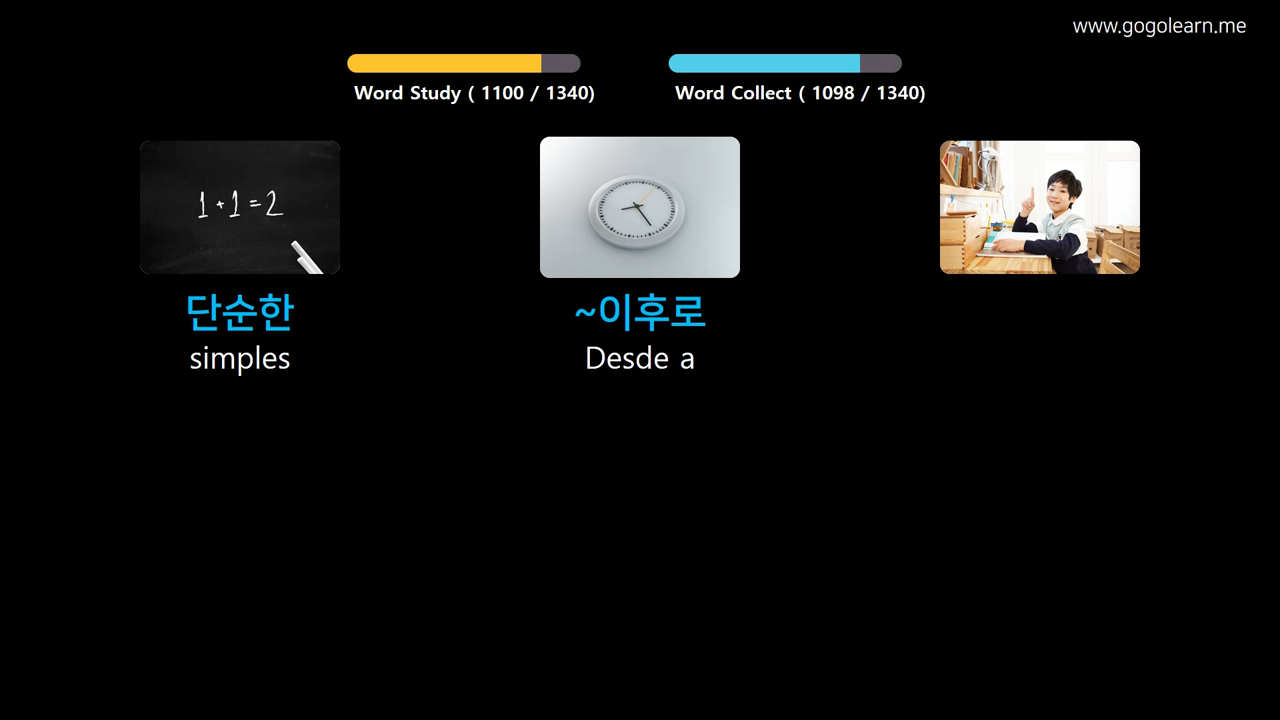 www.gogolearn.me
Word Study ( 1100 / 1340)
Word Collect ( 1098 / 1340)
1 + 1 = 2
단순한
simples
~이후로
Desde a